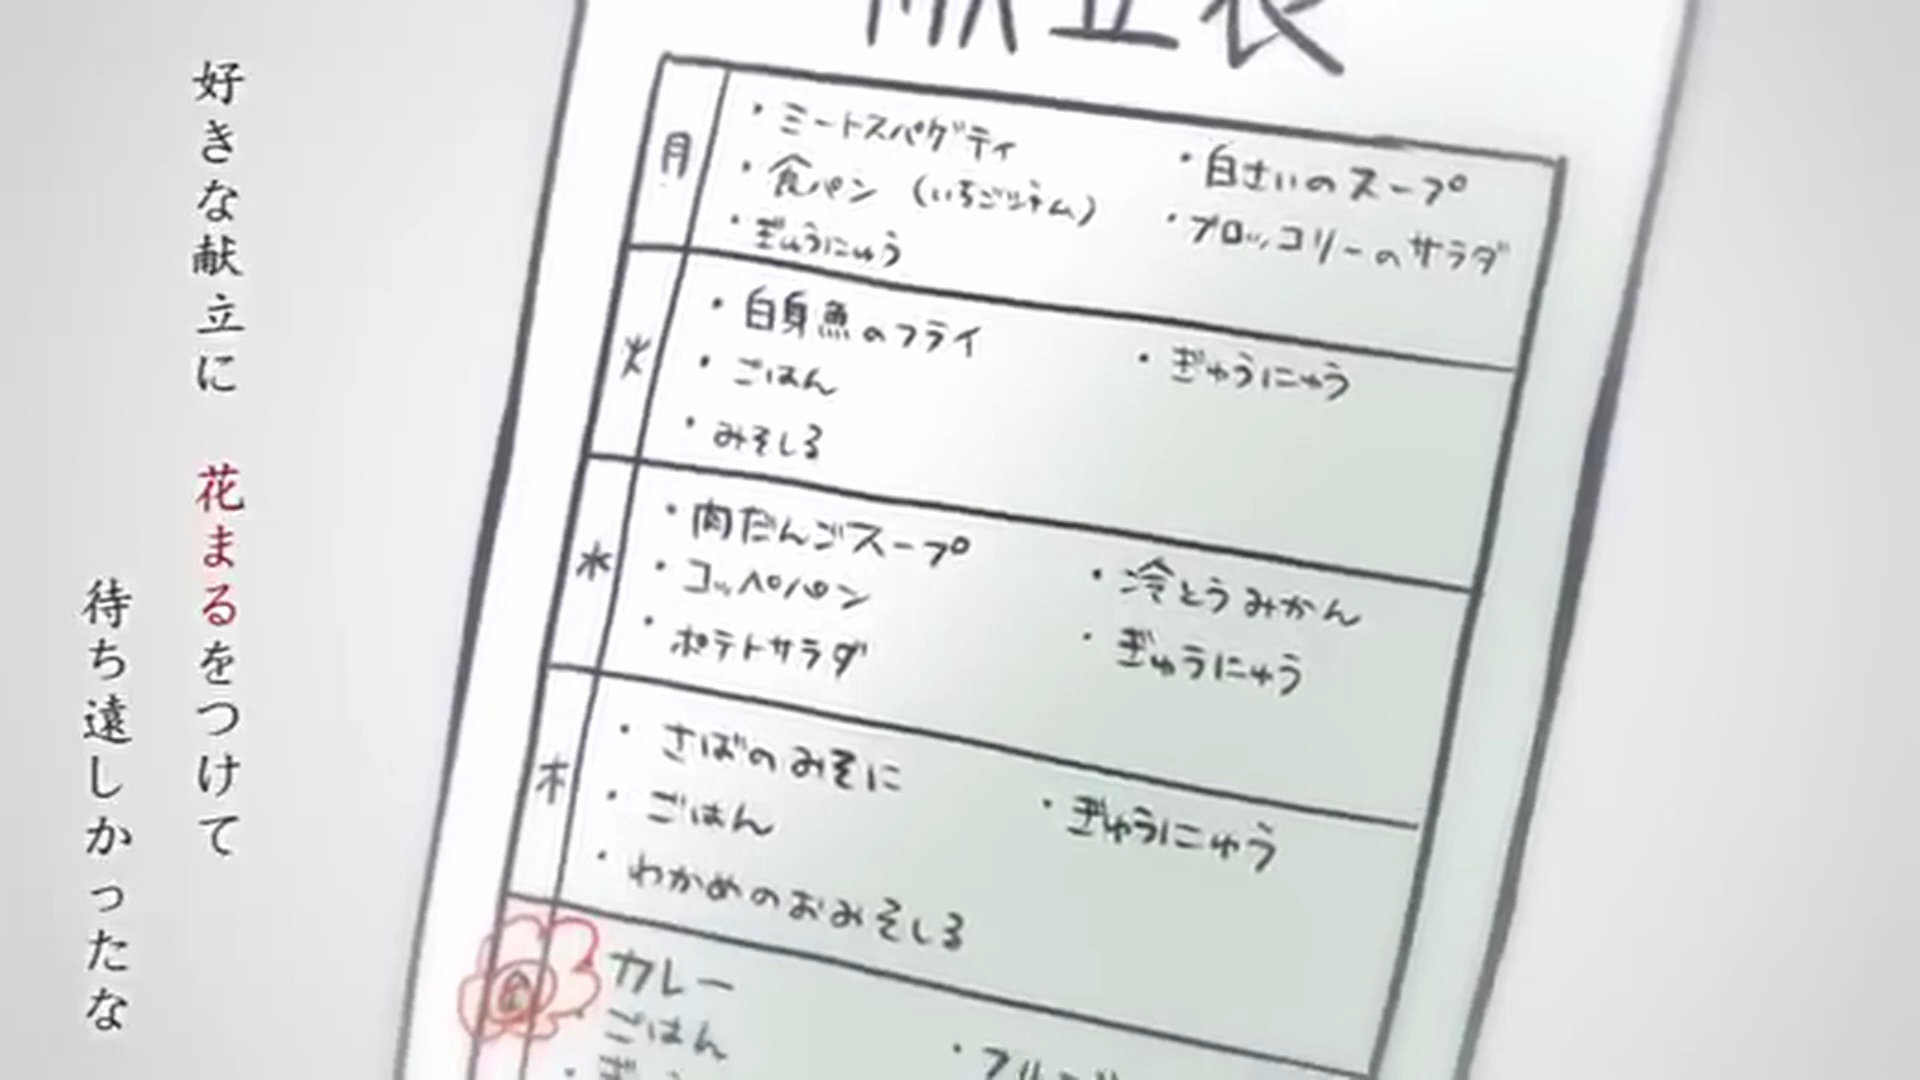 好きな献立に　花まるをつけて
待ち遠しかったな
献立表
月
・ミートスパゲティ
・食パン（いちごジャム）
・ぎゅうにゅう
・白さいのスープ
・ブロッコリーのサラダ
火
・白身魚のフライ
・ごはん
・みそしる
・ぎゅうにゅう
水
・肉だんごスープ
・コッペパン
・ポテトサラダ
・冷とうみかん
・ぎゅうにゅう
木
・さばのみそに
・ごはん
・わかめのおみそしる
・ぎゅうにゅう
金
カレー
ごはん